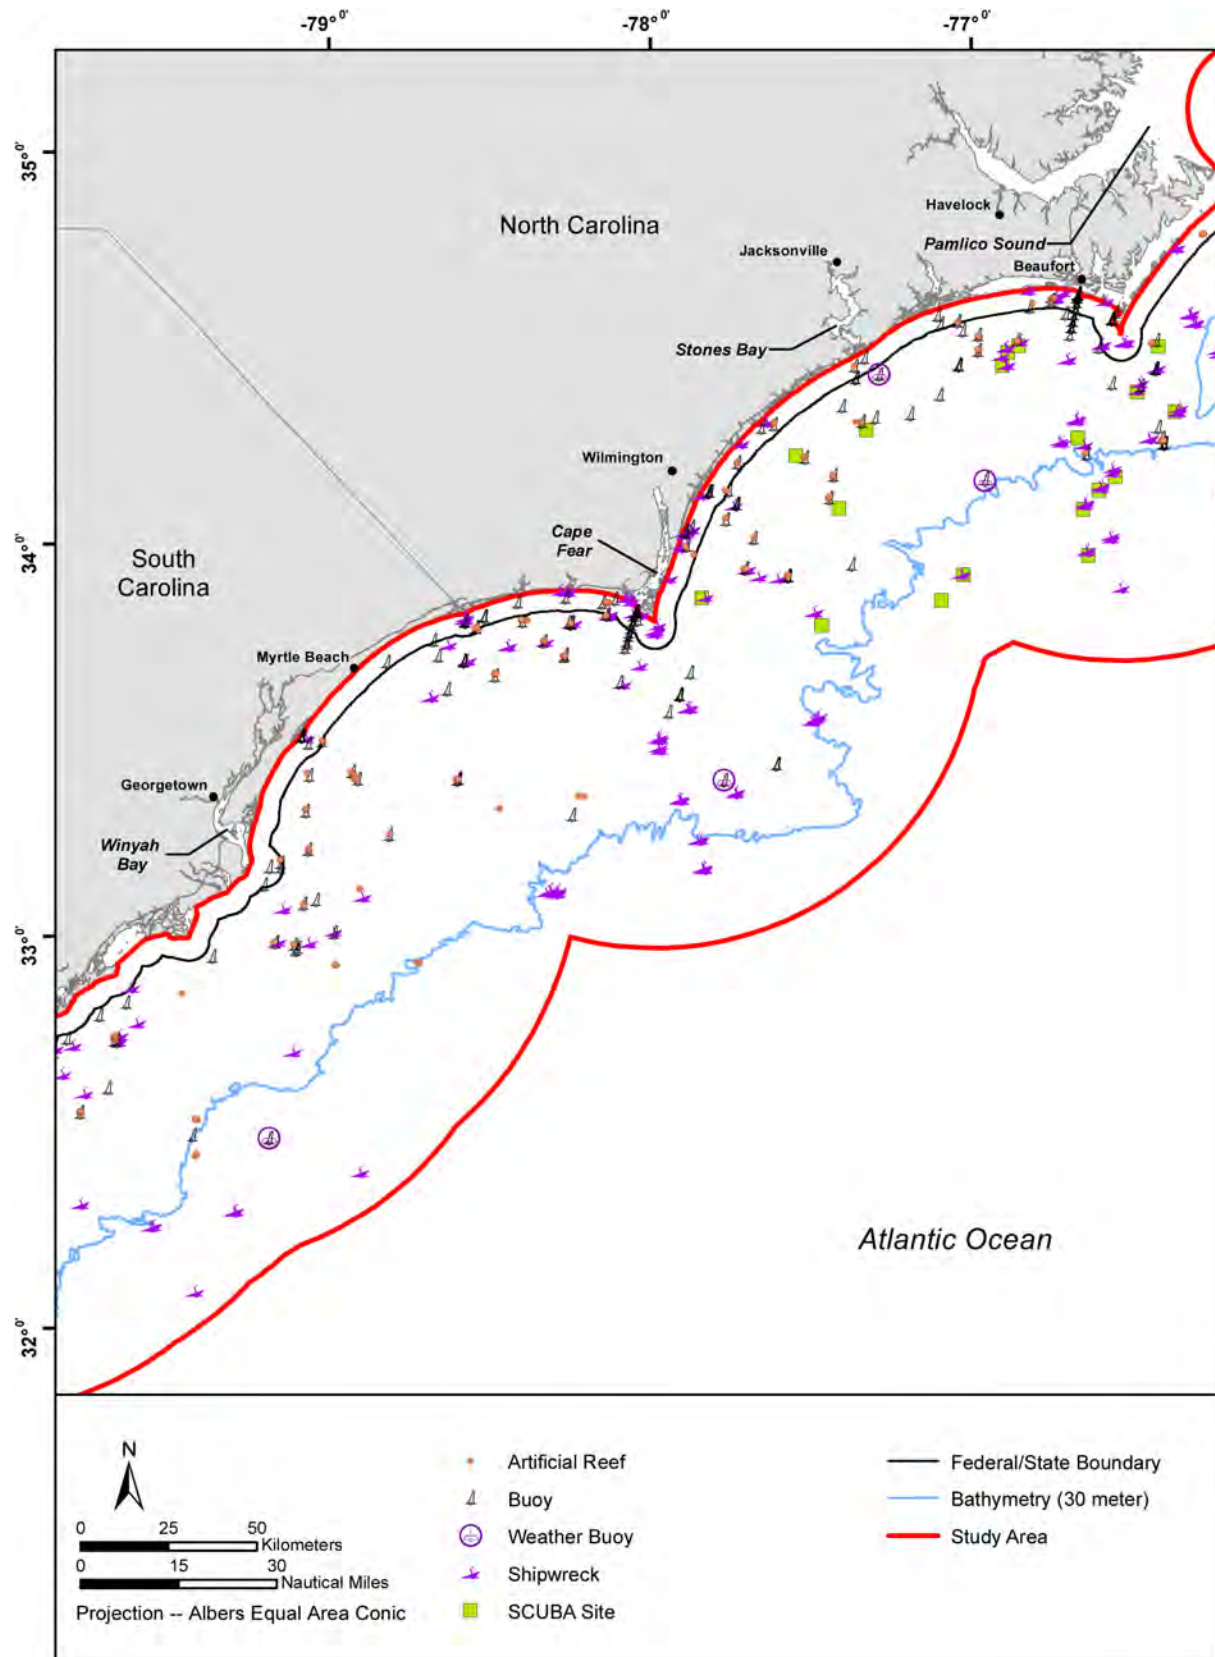 -79°0' -78°0' -77°0'
35°0'
34°0'
33°0'
32°0'
North Carolina
Havelock
Pamlico Sound
Jacksonville
Beaufort
Stones Bay
Wilmington
Cape
Fear
South
Carolina
Myrtle Beach
Georgetown
Winyah
Bay
Atlantic Ocean
N
0 25 50
Kilometers
0 15 30
Nautical Miles
Projection -- Albers Equal Area Conic
Artificial Reef
Buoy
Weather Buoy
Shipwreck
SCUBA Site
Federal/State Boundary
Bathymetry (30 meter)
Study Area